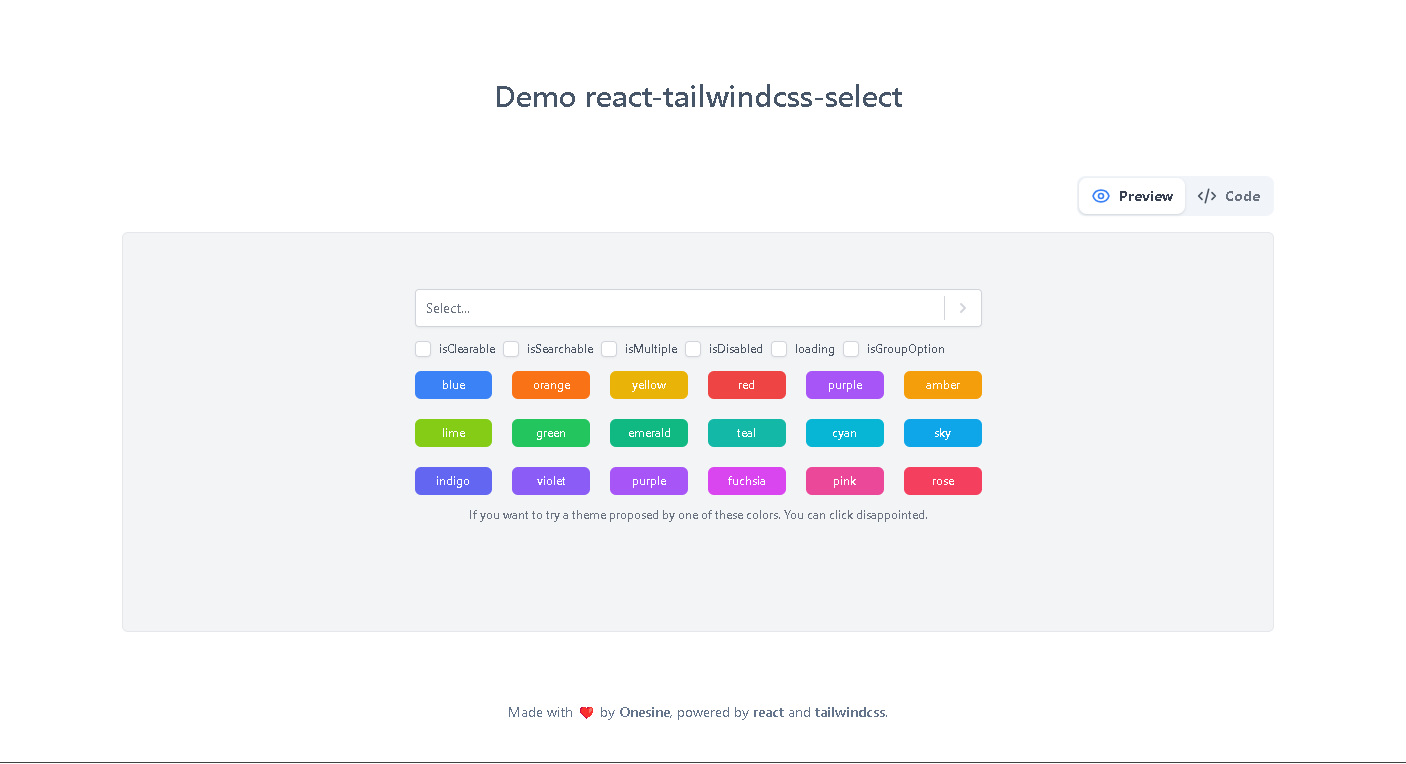 Demo react-tailwindcss-select
Preview Code
Select...
isClearable isSearchable isMultiple isDisabled loading isGroupOption
blue orange yellow red purple amber
lime green emerald teal cyan sky
indigo violet purple fuchsia pink rose
If you want to try a theme proposed by one of these colors. You can click disappointed.
Made with ❤️ by Onesine, powered by react and tailwindcss.